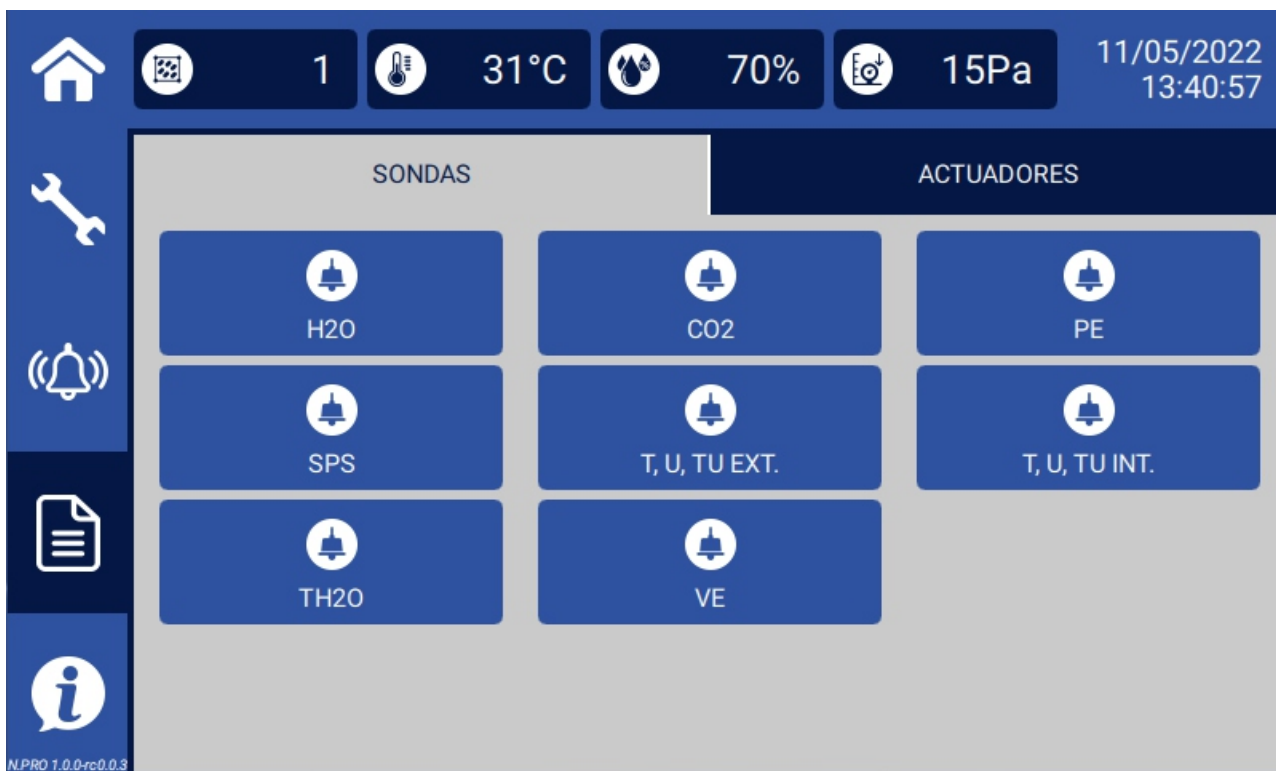 1
31°C
70%
15Pa
11/05/2022
13:40:57
SONDAS
ACTUADORES
H2O
CO2
PE
SPS
T, U, TU EXT.
T, U, TU INT.
TH2O
VE
N.PRO 1.0.0-rc0.0.3